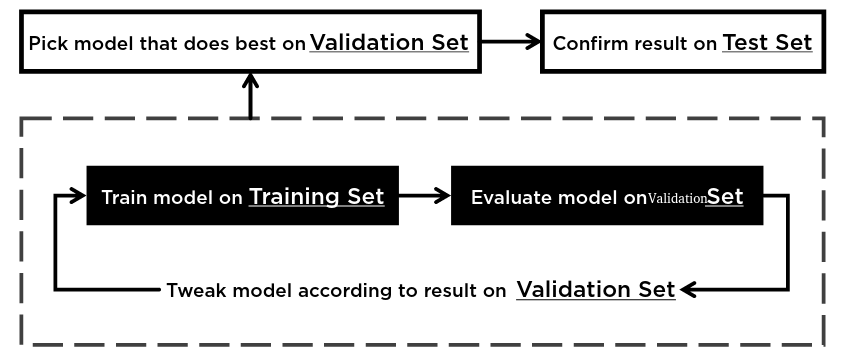 Pick model that does best on Validation Set
Confirm result on Test Set
Train model on Training Set
Evaluate model on Validation Set
Tweak model according to result on Validation Set